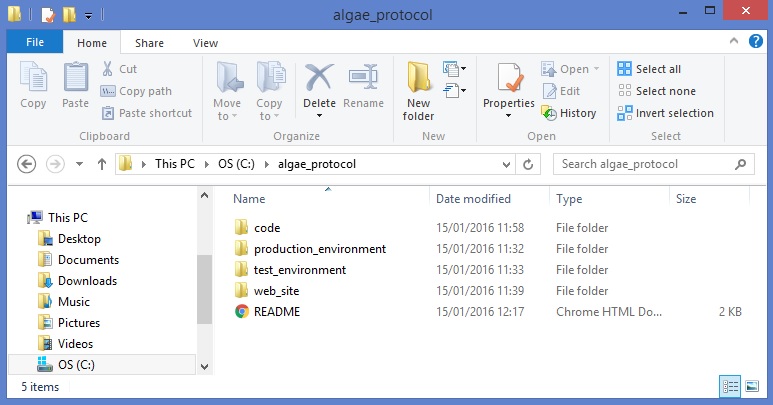 algae_protocol
File Home Share View
Copy
Paste
Cut
Copy path
Paste shortcut
Clipboard
Move to
Copy to
Delete
Rename
Organize
New folder
New
Properties
Open
Edit
History
Open
Select all
Select none
Invert selection
Select
This PC OS (C:) algae_protocol
Search algae_protocol
Name Date modified Type Size
This PC
Desktop
Documents
Downloads
Music
Pictures
Videos
OS (C:)
code 15/01/2016 11:58 File folder
production_environment 15/01/2016 11:32 File folder
test_environment 15/01/2016 11:33 File folder
web_site 15/01/2016 11:39 File folder
README 15/01/2016 12:17 Chrome HTML Do... 2 KB
5 items